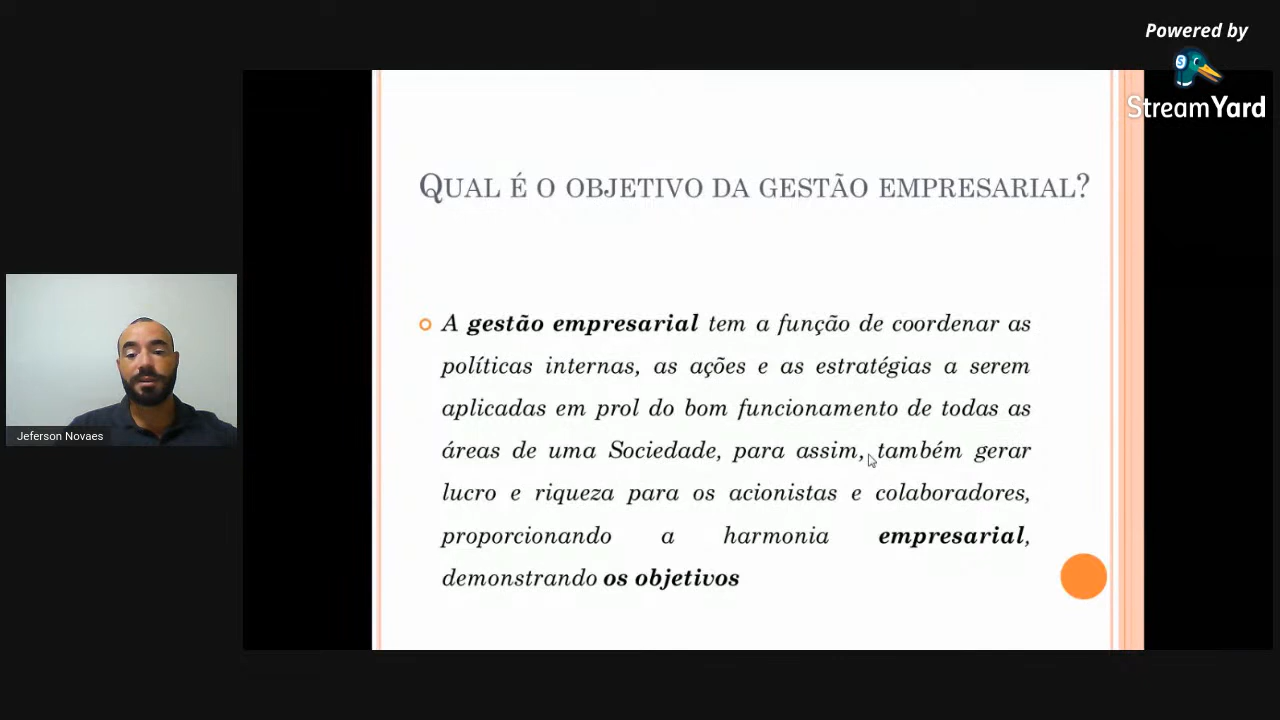 Powered by
StreamYard
QUAL É O OBJETIVO DA GESTÃO EMPRESARIAL?
A gestão empresarial tem a função de coordenar as
políticas internas, as ações e as estratégias a serem
aplicadas em prol do bom funcionamento de todas as
áreas de uma Sociedade, para assim, também gerar
lucro e riqueza para os acionistas e colaboradores,
proporcionando a harmonia empresarial,
demonstrando os objetivos
Jeferson Novaes